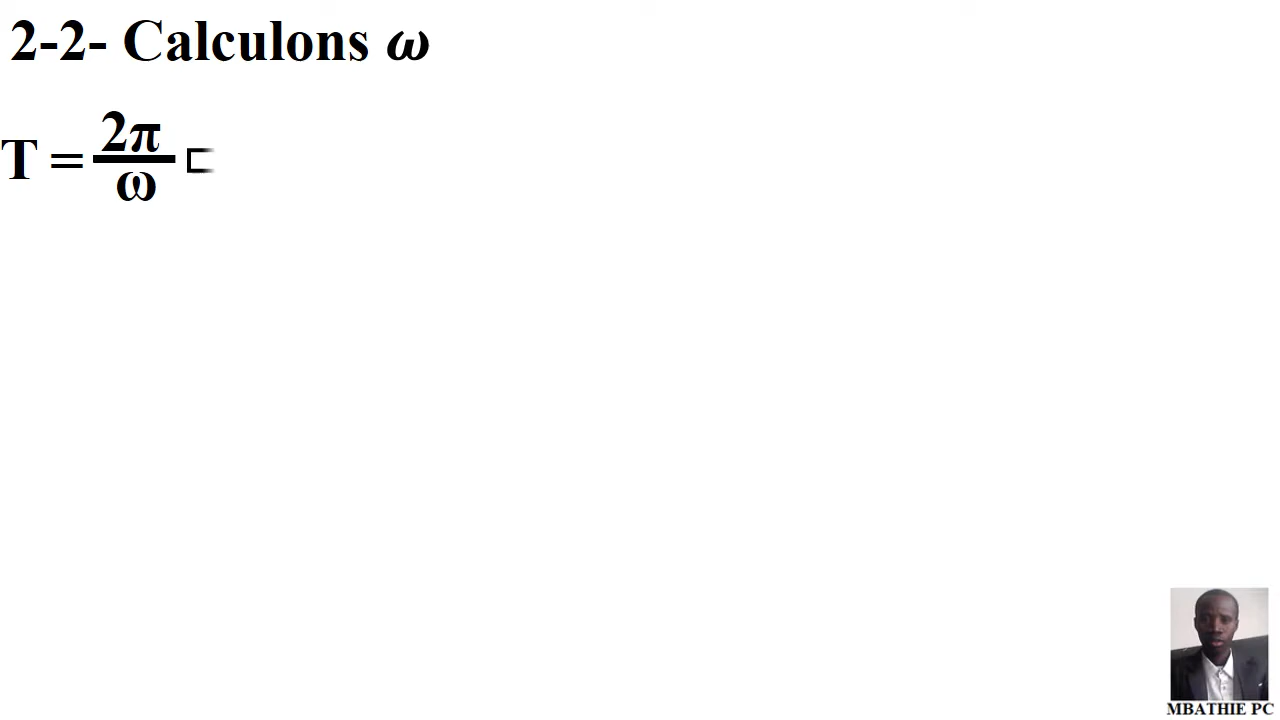 2-2- Calculons ω
T = 2π/ω
MBATHIE PC